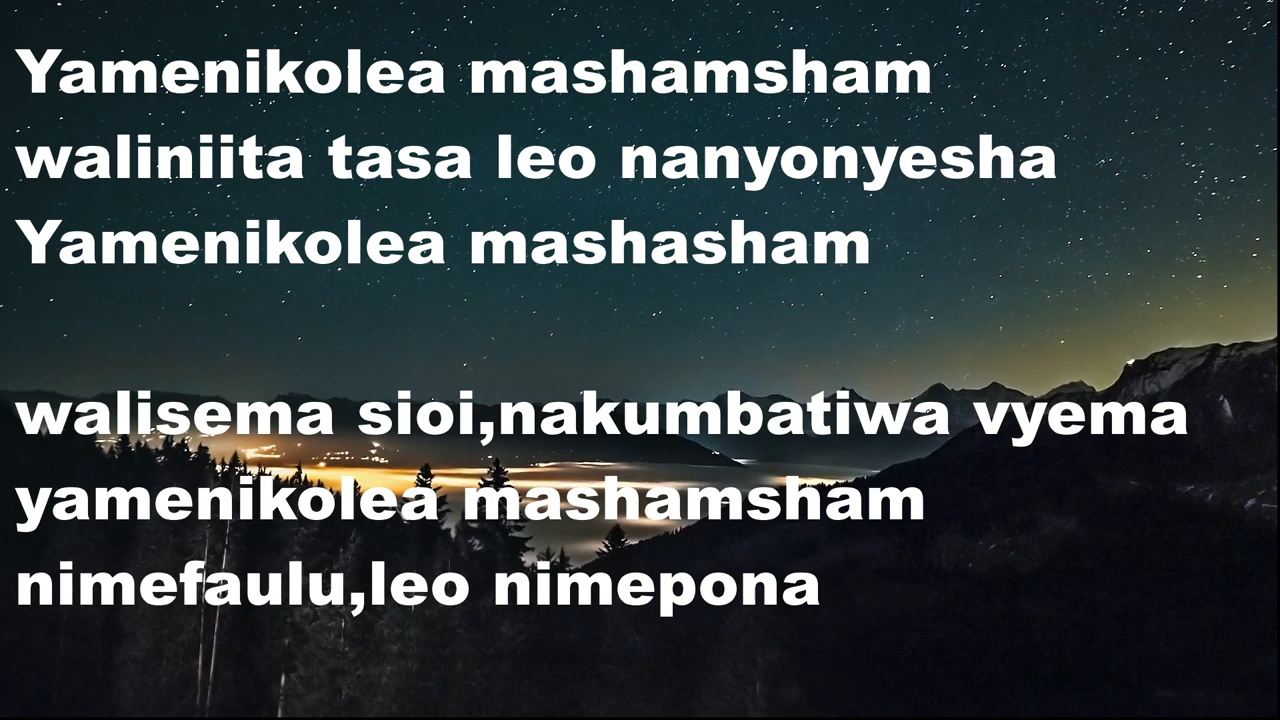 Yamenikolea mashamsham
waliniita tasa leo nanyonyesha
Yamenikolea mashasham
walisema sioi,nakumbatiwa vyema
yamenikolea mashamsham
nimefaulu,leo nimepona